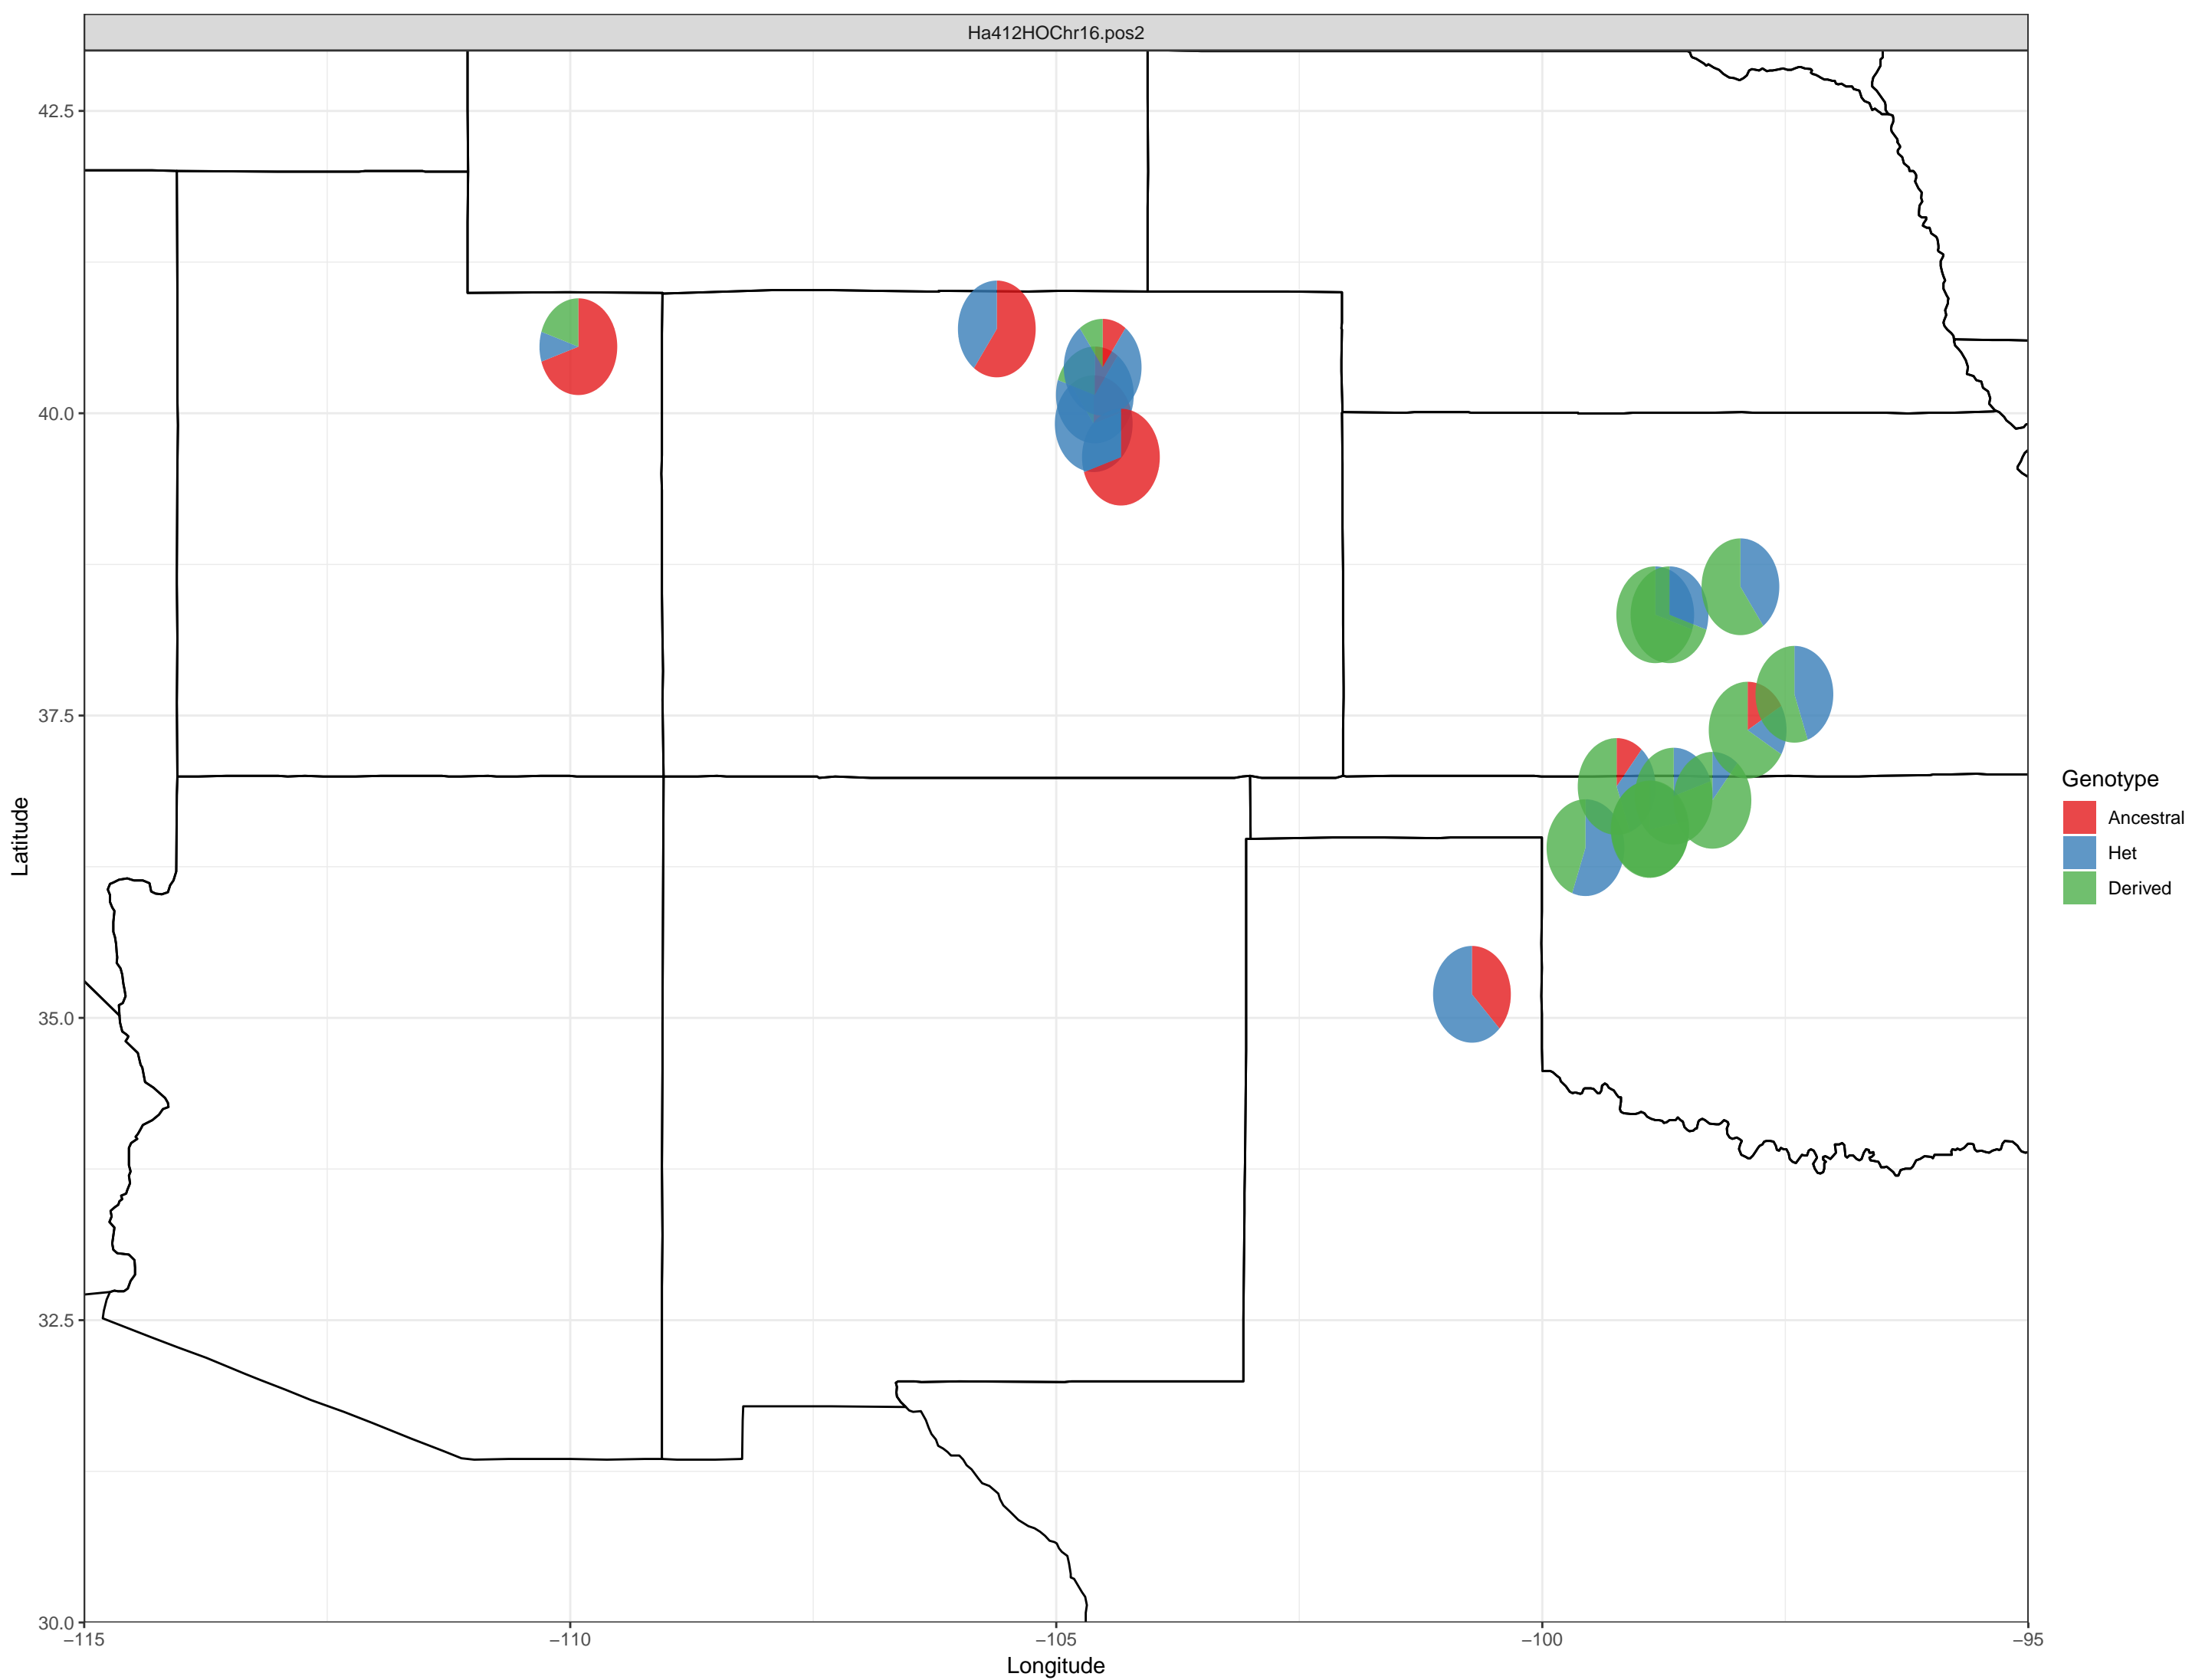 Ha412HOChr16.pos2
42.5
40.0
37.5
35.0
32.5
30.0
Latitude
−115
−110
−105
−100
−95
Longitude
Genotype
Ancestral
Het
Derived